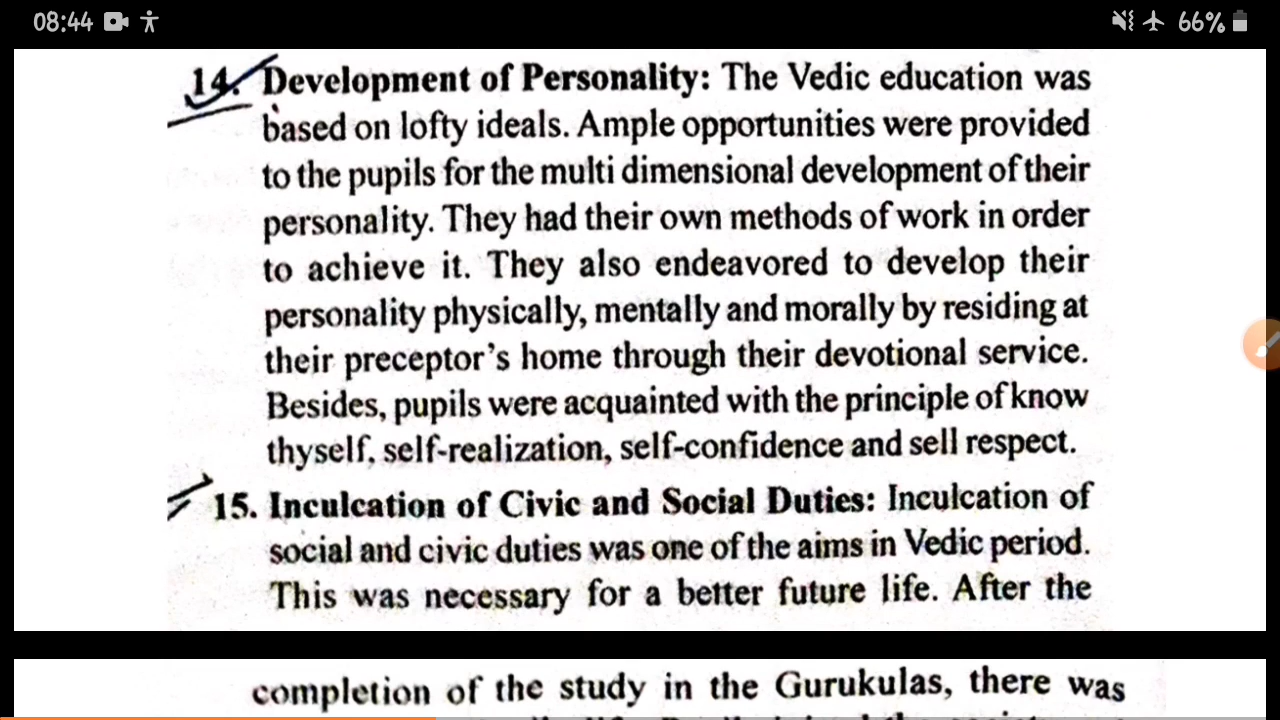 08:44
66%
14. Development of Personality: The Vedic education was
based on lofty ideals. Ample opportunities were provided
to the pupils for the multi dimensional development of their
personality. They had their own methods of work in order
to achieve it. They also endeavored to develop their
personality physically, mentally and morally by residing at
their preceptor's home through their devotional service.
Besides, pupils were acquainted with the principle of know
thyself, self-realization, self-confidence and sell respect.
15. Inculcation of Civic and Social Duties: Inculcation of
social and civic duties was one of the aims in Vedic period.
This was necessary for a better future life. After the
completion of the study in the Gurukulas, there was